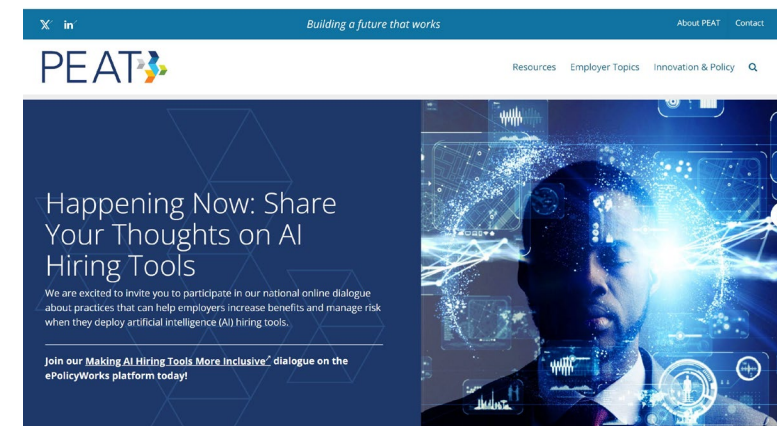 X in
Building a future that works
About PEAT Contact
PEAT
Resources Employer Topics Innovation & Policy
Happening Now: Share
Your Thoughts on AI
Hiring Tools
We are excited to invite you to participate in our national online dialogue
about practices that can help employers increase benefits and manage risk
when they deploy artificial intelligence (AI) hiring tools.
Join our Making AI Hiring Tools More Inclusive dialogue on the
ePolicyWorks platform today!